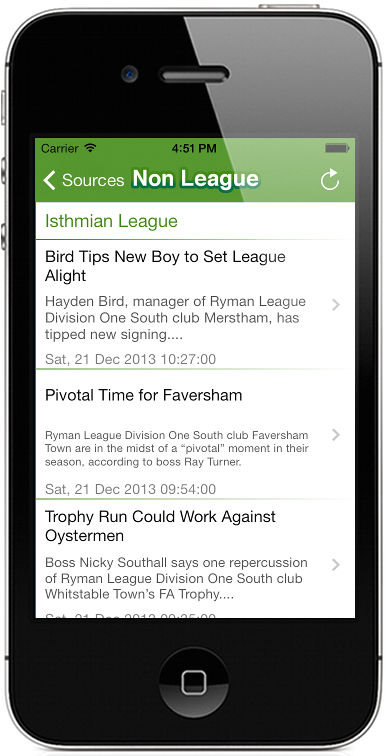 Carrier 4:51 PM
Sources Non League
Isthmian League
Bird Tips New Boy to Set League
Alight
Hayden Bird, manager of Ryman League
Division One South club Merstham, has
tipped new signing....
Sat, 21 Dec 2013 10:27:00
Pivotal Time for Faversham
Ryman League Division One South club Faversham
Town are in the midst of a “pivotal” moment in their
season, according to boss Ray Turner.
Sat, 21 Dec 2013 09:54:00
Trophy Run Could Work Against
Oystermen
Boss Nicky Southall says one repercussion
of Ryman League Division One South club
Whitstable Town’s FA Trophy....
Sat, 21 Dec 2013